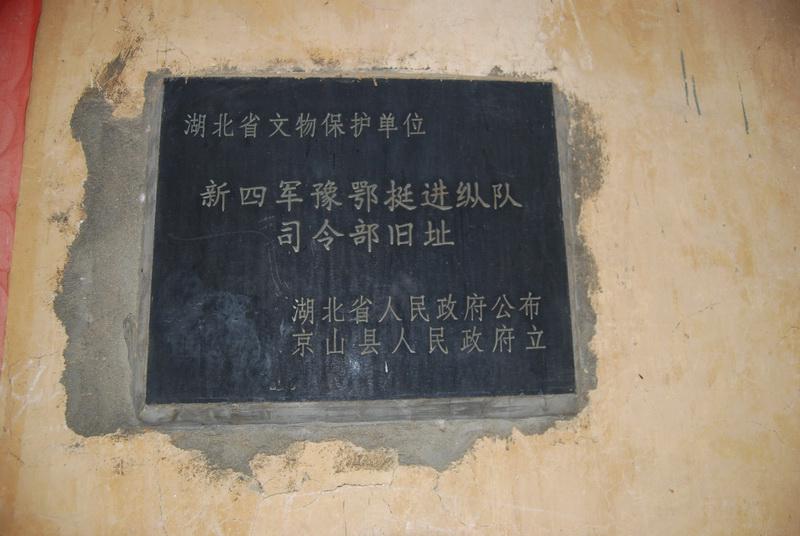 湖北省文物保护单位
新四军豫鄂挺进纵队
司令部旧址
湖北省人民政府公布
京山县人民政府立